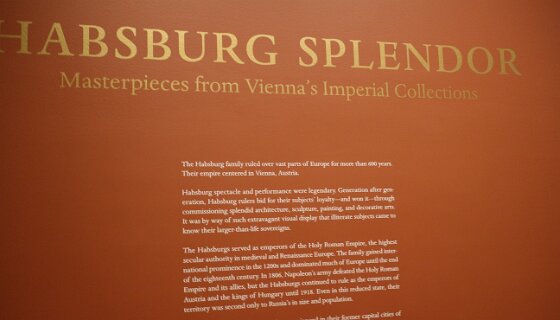 HABSBURG SPLENDOR
Masterpieces from Vienna's Imperial Collections
The Habsburg family ruled over vast parts of Europe for more than 600 years.
Their empire centered in Vienna, Austria.
Habsburg spectacle and performance were legendary. Generation after gen-
eration, Habsburg rulers bid for their subjects' loyalty—and won it—through
commissioning splendid architecture, sculpture, painting, and decorative arts.
It was by way of such extravagant visual display that illiterate subjects came to
know their larger-than-life sovereigns.
The Habsburgs served as emperors of the Holy Roman Empire, the highest
secular authority in medieval and Renaissance Europe. The family gained inter-
national prominence in the 1200s and dominated much of Europe until the end
of the eighteenth century. In 1806, Napoleon's army defeated the Holy Roman
Empire and its allies, but the Habsburgs continued to rule as the emperors of
Austria and the kings of Hungary until 1918. Even in this reduced state, their
territory was second only to Russia's in size and population.
in their former capital cities of